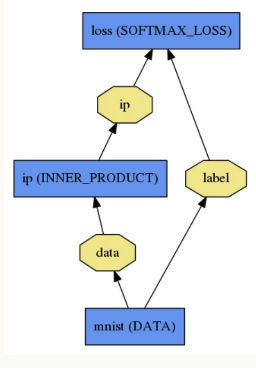 loss (SOFTMAX_LOSS)
ip
ip (INNER_PRODUCT)
label
data
mnist (DATA)